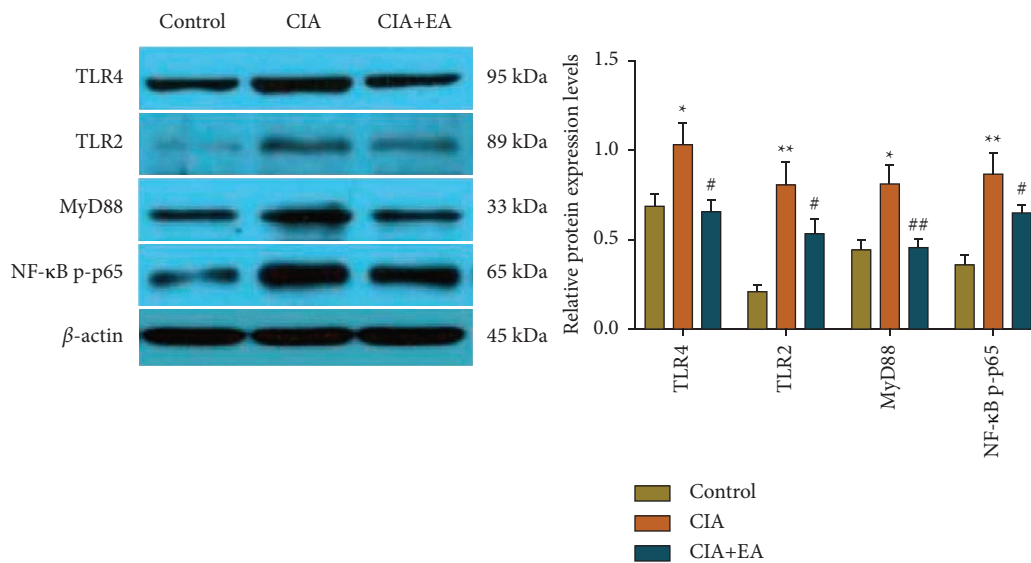 Control CIA CIA+EA
TLR4 95 kDa
TLR2 89 kDa
MyD88 33 kDa
NF-κB p-p65 65 kDa
β-actin 45 kDa
Relative protein expression levels
1.5
1.0
0.5
0.0
* #
** #
* ##
** #
TLR4
TLR2
MyD88
NF-κB p-p65
Control
CIA
CIA+EA